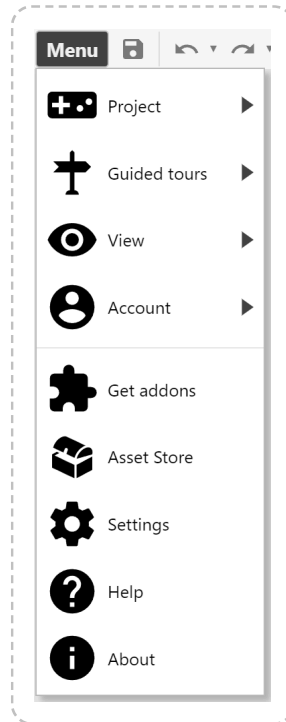 Menu
Project
Guided tours
View
Account
Get addons
Asset Store
Settings
Help
About